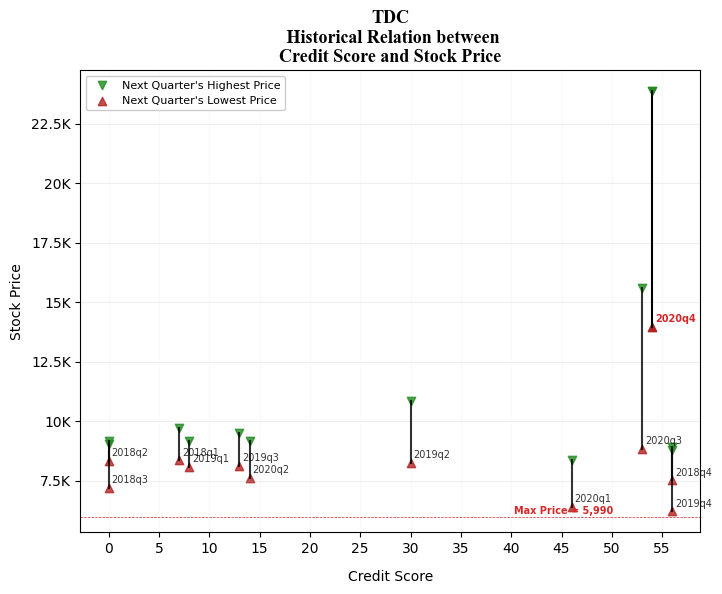 TDC
Historical Relation between
Credit Score and Stock Price
Next Quarter's Highest Price
Next Quarter's Lowest Price
Stock Price
22.5K
20K
17.5K
15K
12.5K
10K
7.5K
2020q4
2020q3
2019q2
2018q2
2018q1
2019q1
2019q3
2020q2
2018q3
2018q4
2020q1
2019q4
Max Price = 5,990
0 5 10 15 20 25 30 35 40 45 50 55
Credit Score